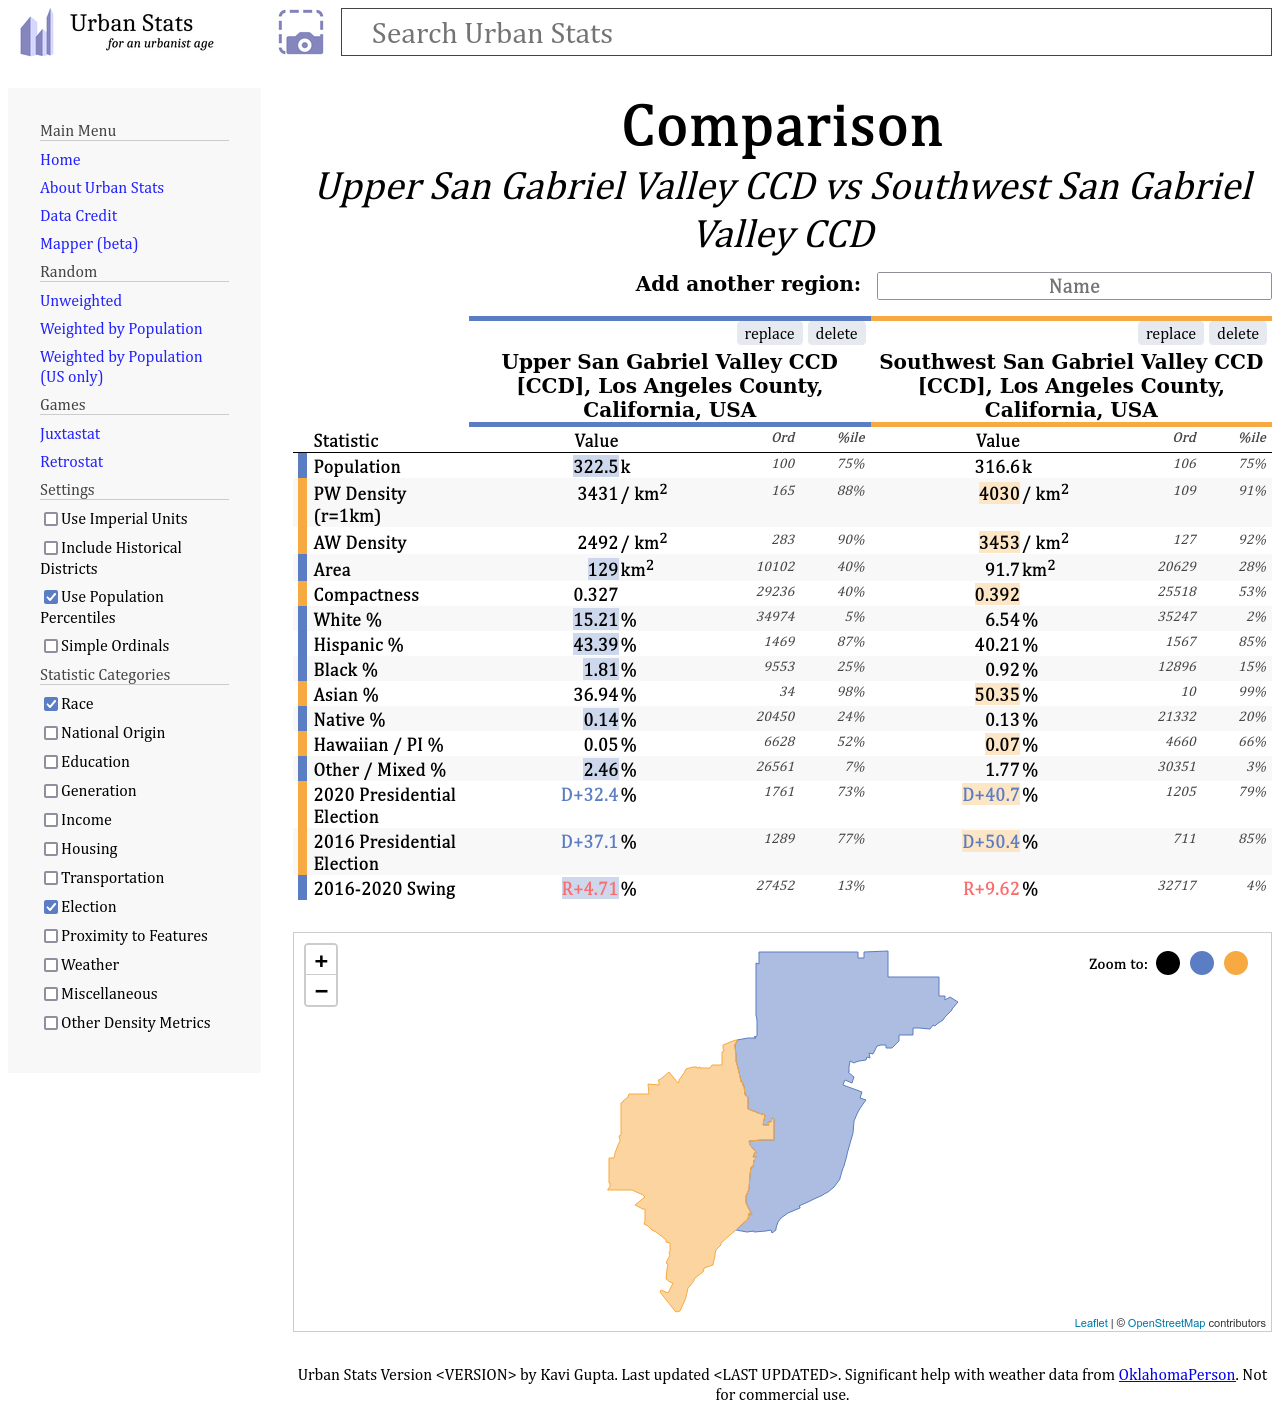 Urban Stats
for an urbanist age
Search Urban Stats
Main Menu
Home
About Urban Stats
Data Credit
Mapper (beta)
Random
Unweighted
Weighted by Population
Weighted by Population
(US only)
Games
Juxtastat
Retrostat
Settings
Use Imperial Units
Include Historical
Districts
Use Population
Percentiles
Simple Ordinals
Statistic Categories
Race
National Origin
Education
Generation
Income
Housing
Transportation
Election
Proximity to Features
Weather
Miscellaneous
Other Density Metrics
Comparison
Upper San Gabriel Valley CCD vs Southwest San Gabriel
Valley CCD
Add another region: Name
replace delete replace delete
Upper San Gabriel Valley CCD Southwest San Gabriel Valley CCD
[CCD], Los Angeles County, [CCD], Los Angeles County,
California, USA California, USA
Statistic Value Ord %ile Value Ord %ile
Population 322.5k 100 75% 316.6k 106 75%
PW Density 3431 / km² 165 88% 4030 / km² 109 91%
(r=1km)
AW Density 2492 / km² 283 90% 3453 / km² 127 92%
Area 129 km² 10102 40% 91.7 km² 20629 28%
Compactness 0.327 29236 40% 0.392 25518 53%
White % 15.21% 34974 5% 6.54% 35247 2%
Hispanic % 43.39% 1469 87% 40.21% 1567 85%
Black % 1.81% 9553 25% 0.92% 12896 15%
Asian % 36.94% 34 98% 50.35% 10 99%
Native % 0.14% 20450 24% 0.13% 21332 20%
Hawaiian / PI % 0.05% 6628 52% 0.07% 4660 66%
Other / Mixed % 2.46% 26561 7% 1.77% 30351 3%
2020 Presidential D+32.4% 1761 73% D+40.7% 1205 79%
Election
2016 Presidential D+37.1% 1289 77% D+50.4% 711 85%
Election
2016-2020 Swing R+4.71% 27452 13% R+9.62% 32717 4%
+
−
Zoom to:
Leaflet | © OpenStreetMap contributors
Urban Stats Version <VERSION> by Kavi Gupta. Last updated <LAST UPDATED>. Significant help with weather data from OklahomaPerson. Not
for commercial use.